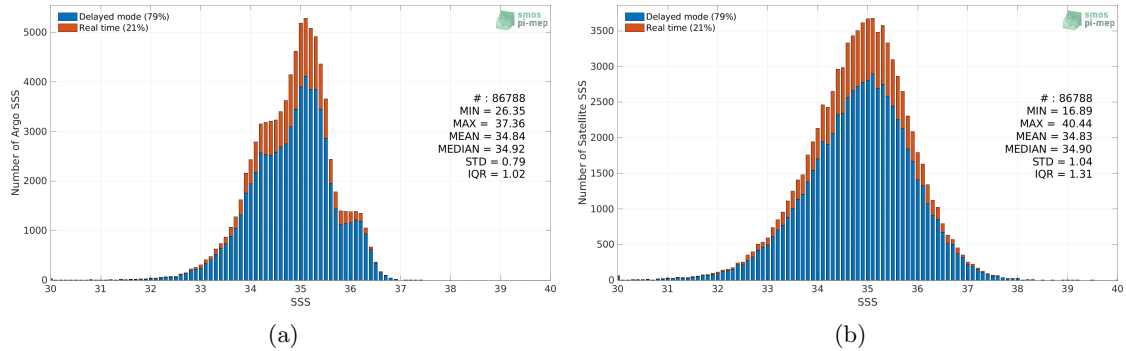 Delayed mode (79%)
Real time (21%)
smos
pi-mep
5000
4000
3000
2000
1000
0
Number of Argo SSS
# : 86788
MIN = 26.35
MAX = 37.36
MEAN = 34.84
MEDIAN = 34.92
STD = 0.79
IQR = 1.02
30 31 32 33 34 35 36 37 38 39 40
SSS
(a)
Delayed mode (79%)
Real time (21%)
smos
pi-mep
3500
3000
2500
2000
1500
1000
500
0
Number of Satellite SSS
# : 86788
MIN = 16.89
MAX = 40.44
MEAN = 34.83
MEDIAN = 34.90
STD = 1.04
IQR = 1.31
30 31 32 33 34 35 36 37 38 39 40
SSS
(b)